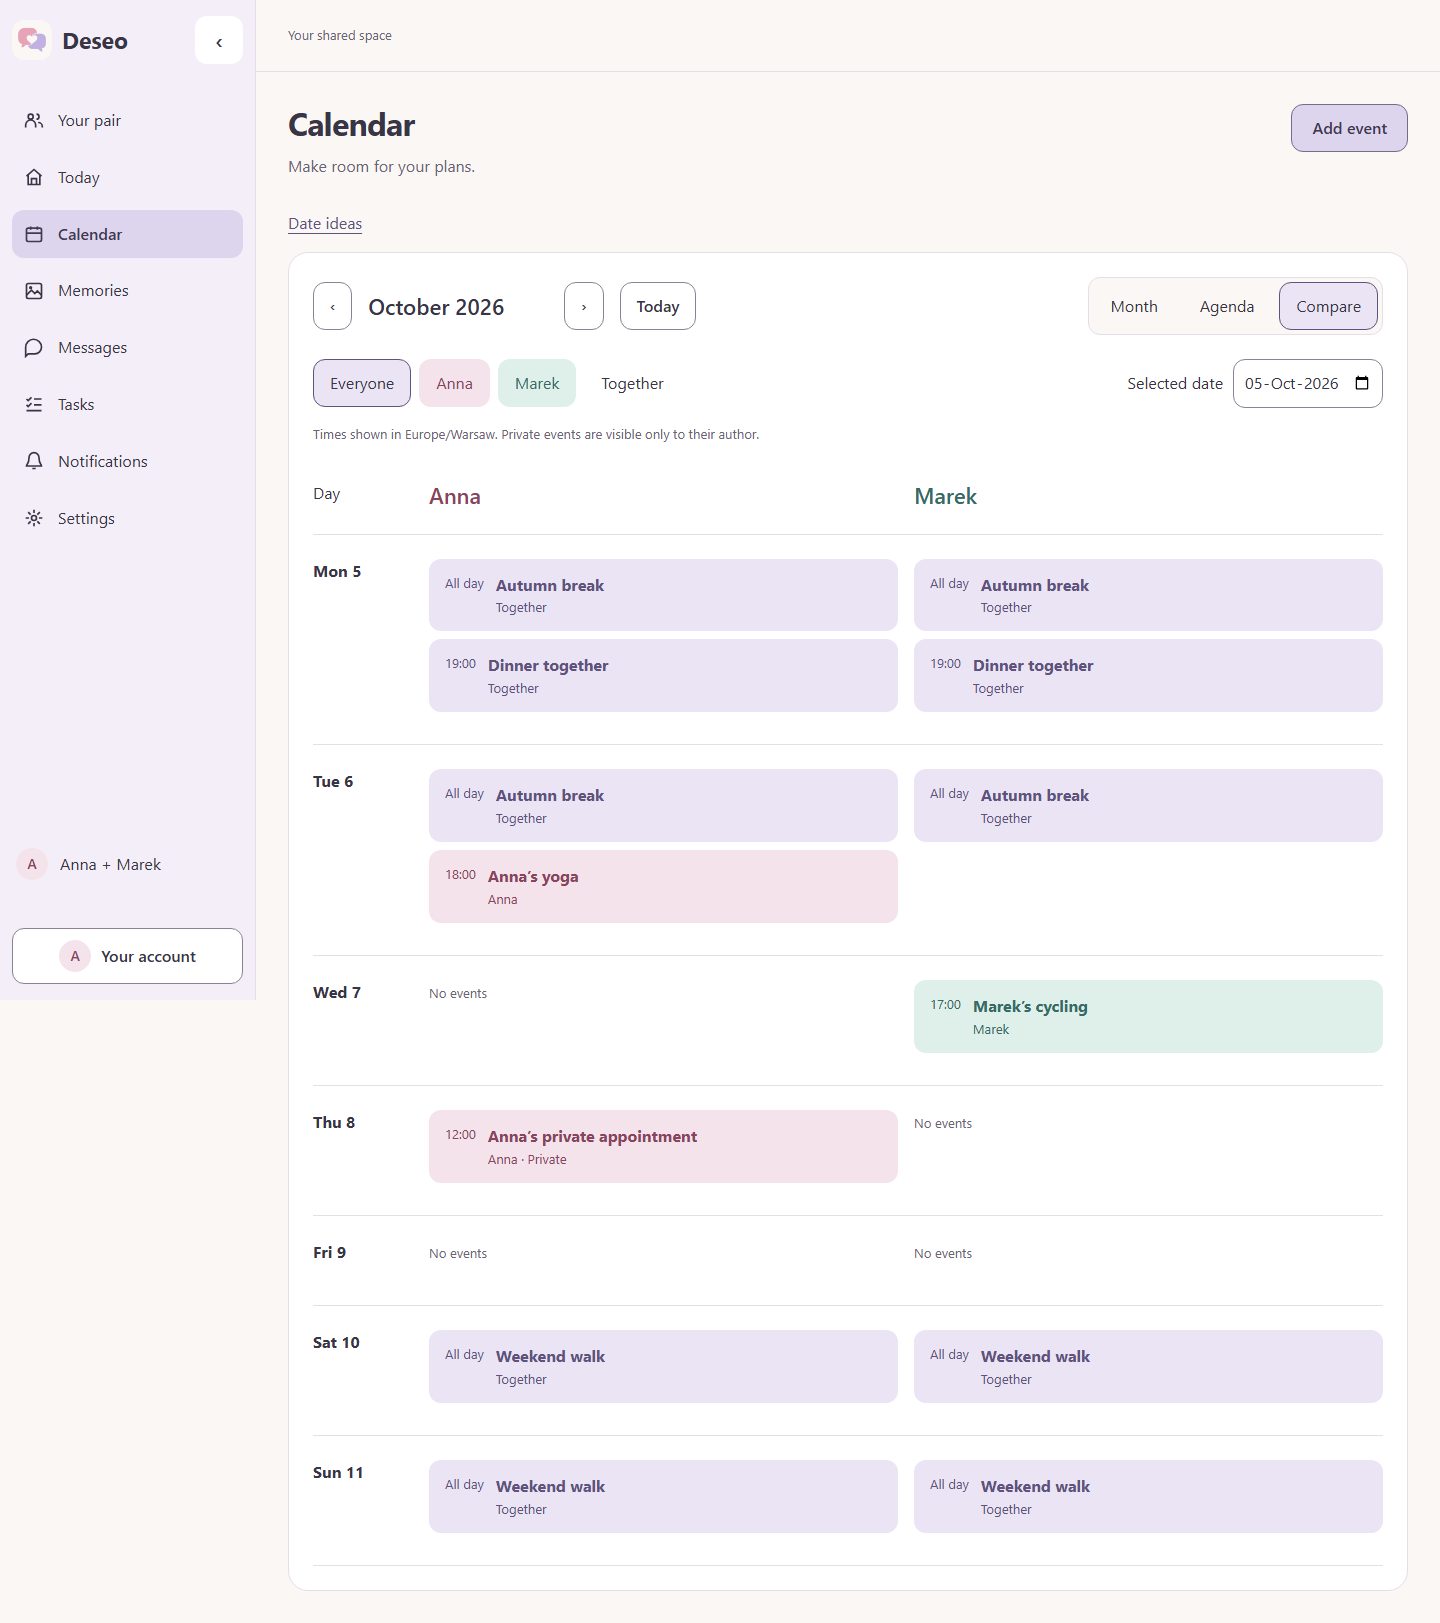 Deseo
‹
Your pair
Today
Calendar
Memories
Messages
Tasks
Notifications
Settings
A Anna + Marek
A Your account
Your shared space
Calendar
Add event
Make room for your plans.
Date ideas
‹ October 2026 › Today
Month Agenda Compare
Everyone Anna Marek Together
Selected date 05-Oct-2026
Times shown in Europe/Warsaw. Private events are visible only to their author.
Day Anna Marek
Mon 5
All day Autumn break
Together
19:00 Dinner together
Together
All day Autumn break
Together
19:00 Dinner together
Together
Tue 6
All day Autumn break
Together
18:00 Anna’s yoga
Anna
All day Autumn break
Together
Wed 7
No events
17:00 Marek’s cycling
Marek
Thu 8
12:00 Anna’s private appointment
Anna · Private
No events
Fri 9
No events
No events
Sat 10
All day Weekend walk
Together
All day Weekend walk
Together
Sun 11
All day Weekend walk
Together
All day Weekend walk
Together